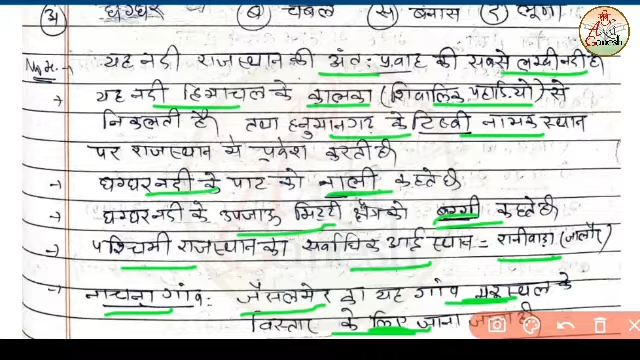 अ) घग्घर (ब) चंबल (स) बनास (द) लूणी
यह नदी राजस्थान की अंतः प्रवाह की सबसे लम्बी नदी है
→ यह नदी हिमाचल के कालका (शिवालिक पहाडियो) से
निकलती है। तथा हनुमानगढ़ के टिब्बी नामक स्थान
पर राजस्थान मे प्रवेश करती है।
→ घग्घर नदी के पाट को नाली कहते है
→ घग्घर नदी के उपजाऊ मिट्टी क्षेत्र को बग्गी कहते है
→ पश्चिमी राजस्थान का सर्वाधिक आर्द्र स्थान = रानीवाड़ा (जालौर)
→ नाचना गांव: जैसलमेर का यह गांव मरूस्थल के
विस्तार के लिए जाना जाता है